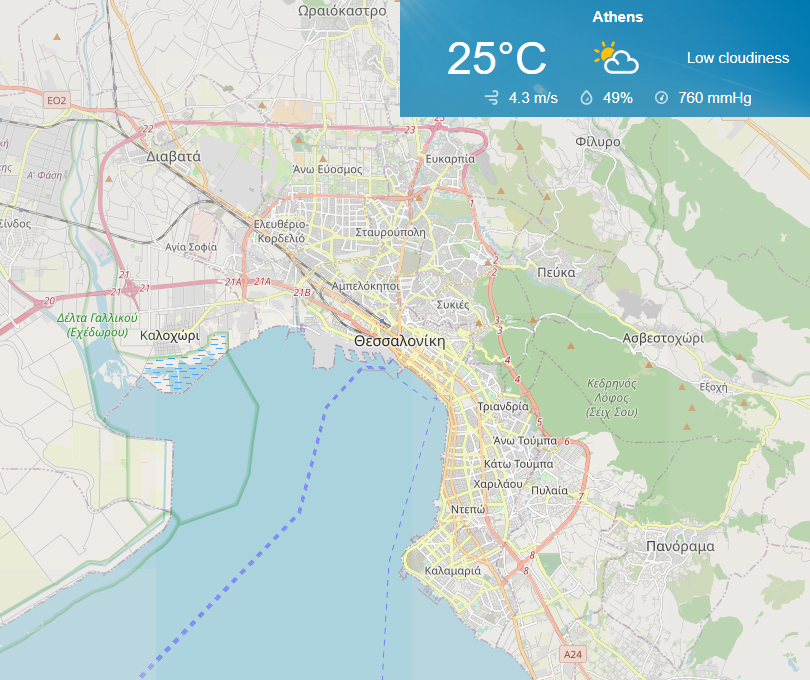 Ωραιόκαστρο
Athens
25°C
Low cloudiness
4.3 m/s
49%
760 mmHg
ΕΟ2
22
23
23
Διαβατά
Ευκαρπία
Φίλυρο
Άνω Εύοσμος
Α' Φάση
1
Σίνδος
Ελευθέριο-
Κορδελιό
Σταυρούπολη
Αγία Σοφία
2
2
Πεύκα
21
21Α
21Α
21
21
21Β
20
Αμπελόκηποι
Συκιές
Δέλτα Γαλλικού
(Εχέδωρου)
Καλοχώρι
3
3
Θεσσαλονίκη
Ασβεστοχώρι
4
4
Κεδρηνός
Λόφος
(Σέιχ Σου)
Εξοχή
Τριανδρία
5
Άνω Τούμπα
6
Κάτω Τούμπα
Χαριλάου
Πυλαία
7
Ντεπώ
Πανόραμα
8
8
Καλαμαριά
Α24